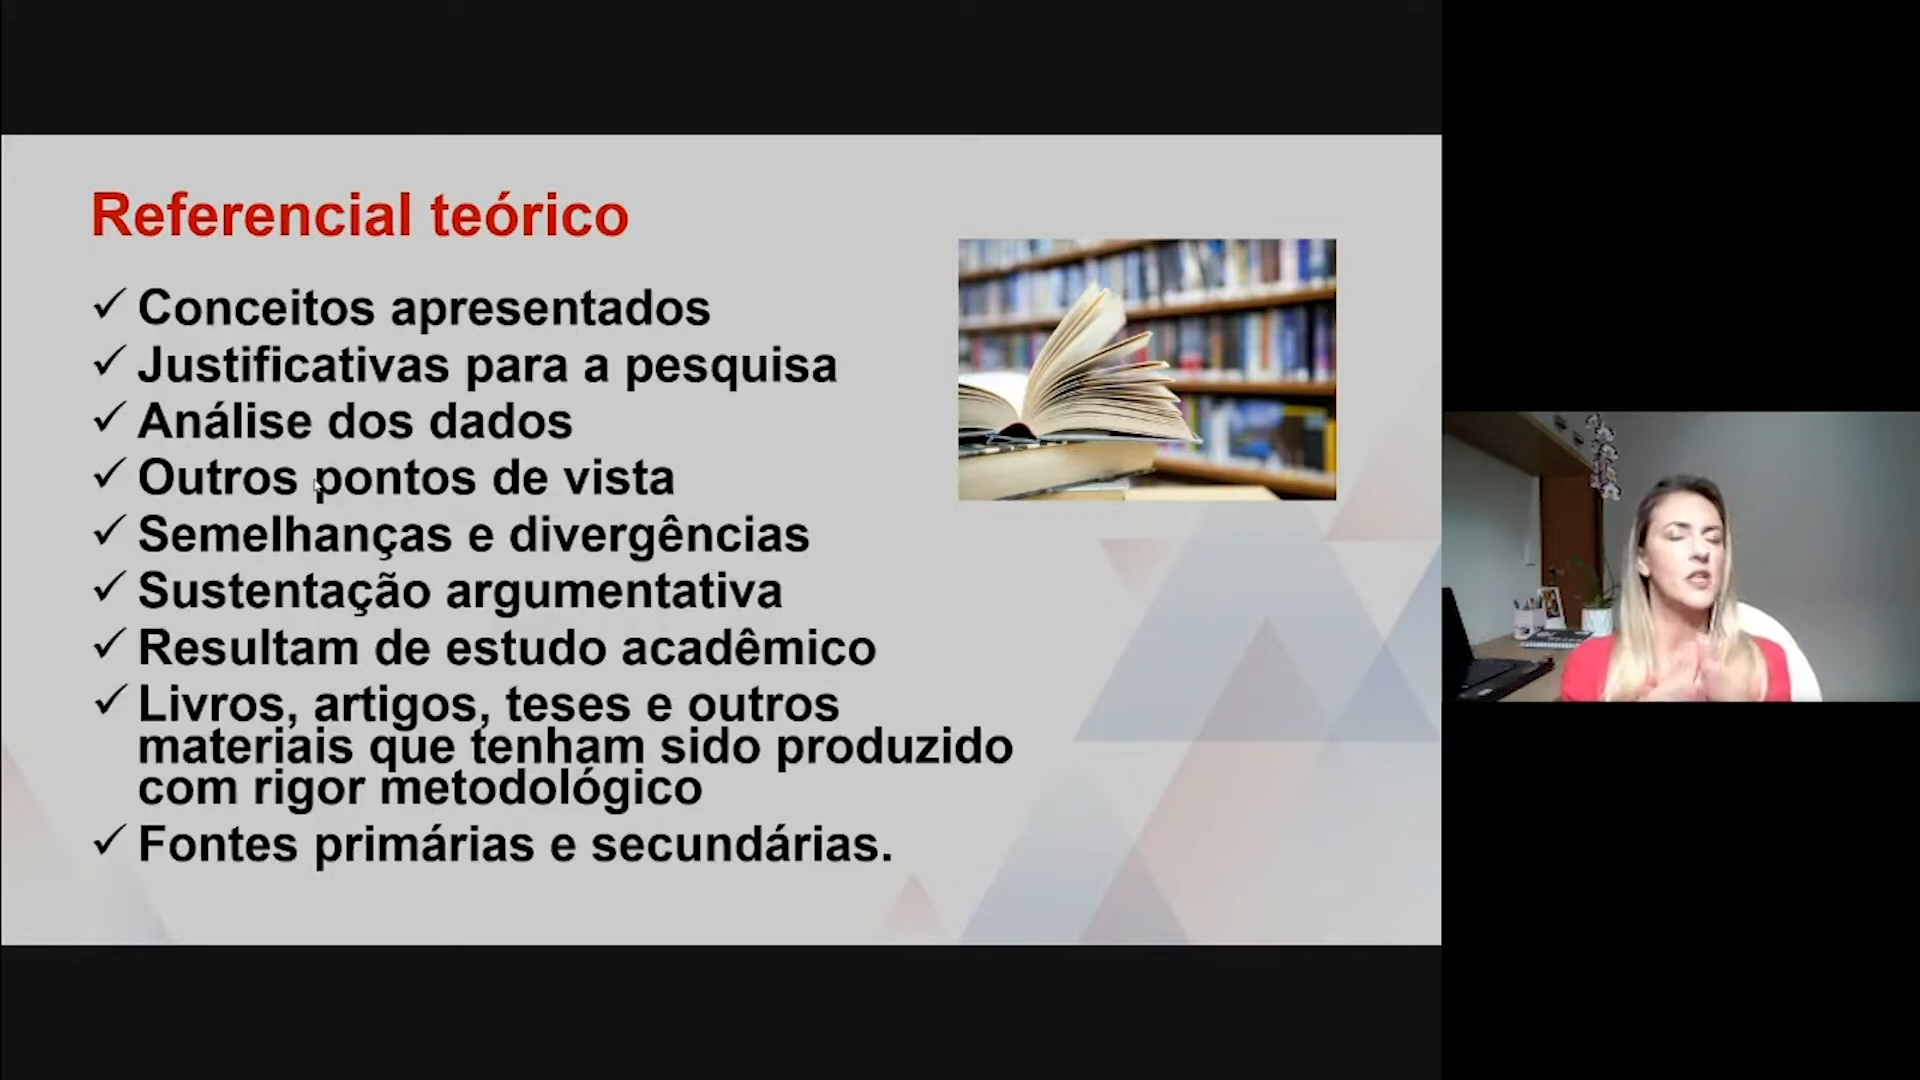 Referencial teórico
✓ Conceitos apresentados
✓ Justificativas para a pesquisa
✓ Análise dos dados
✓ Outros pontos de vista
✓ Semelhanças e divergências
✓ Sustentação argumentativa
✓ Resultam de estudo acadêmico
✓ Livros, artigos, teses e outros
materiais que tenham sido produzido
com rigor metodológico
✓ Fontes primárias e secundárias.